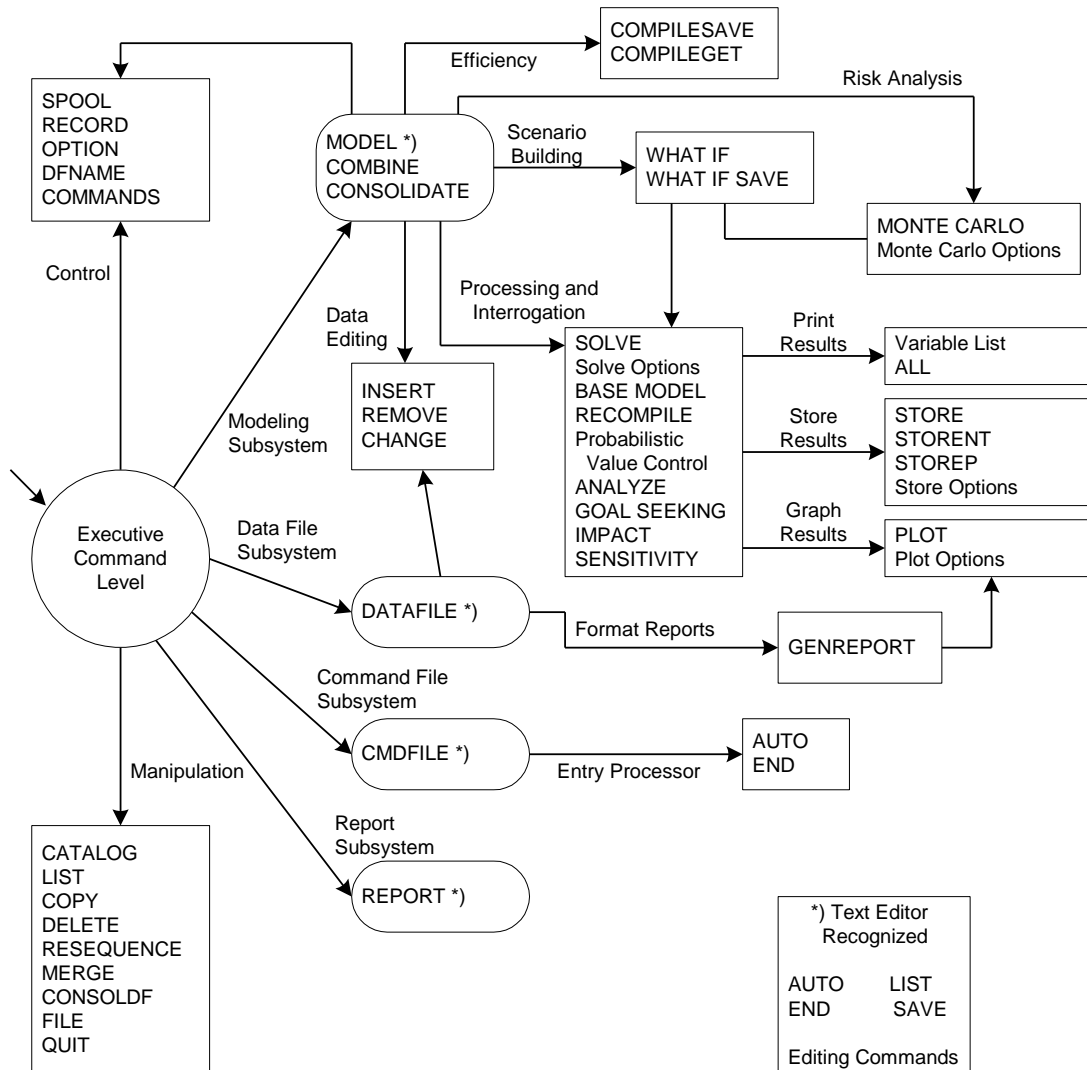 COMPILESAVE
COMPILEGET
Efficiency
Risk Analysis
SPOOL
RECORD
OPTION
DFNAME
COMMANDS
MODEL *)
COMBINE
CONSOLIDATE
Scenario
Building
WHAT IF
WHAT IF SAVE
MONTE CARLO
Monte Carlo Options
Control
Data
Editing
Processing and
Interrogation
Modeling
Subsystem
INSERT
REMOVE
CHANGE
SOLVE
Solve Options
BASE MODEL
RECOMPILE
Probabilistic
Value Control
ANALYZE
GOAL SEEKING
IMPACT
SENSITIVITY
Print
Results
Variable List
ALL
Store
Results
STORE
STORENT
STOREP
Store Options
Graph
Results
PLOT
Plot Options
Executive
Command
Level
Data File
Subsystem
DATAFILE *)
Format Reports
GENREPORT
Command File
Subsystem
CMDFILE *)
Entry Processor
AUTO
END
Manipulation
Report
Subsystem
REPORT *)
CATALOG
LIST
COPY
DELETE
RESEQUENCE
MERGE
CONSOLDF
FILE
QUIT
*) Text Editor
Recognized
AUTO LIST
END SAVE
Editing Commands